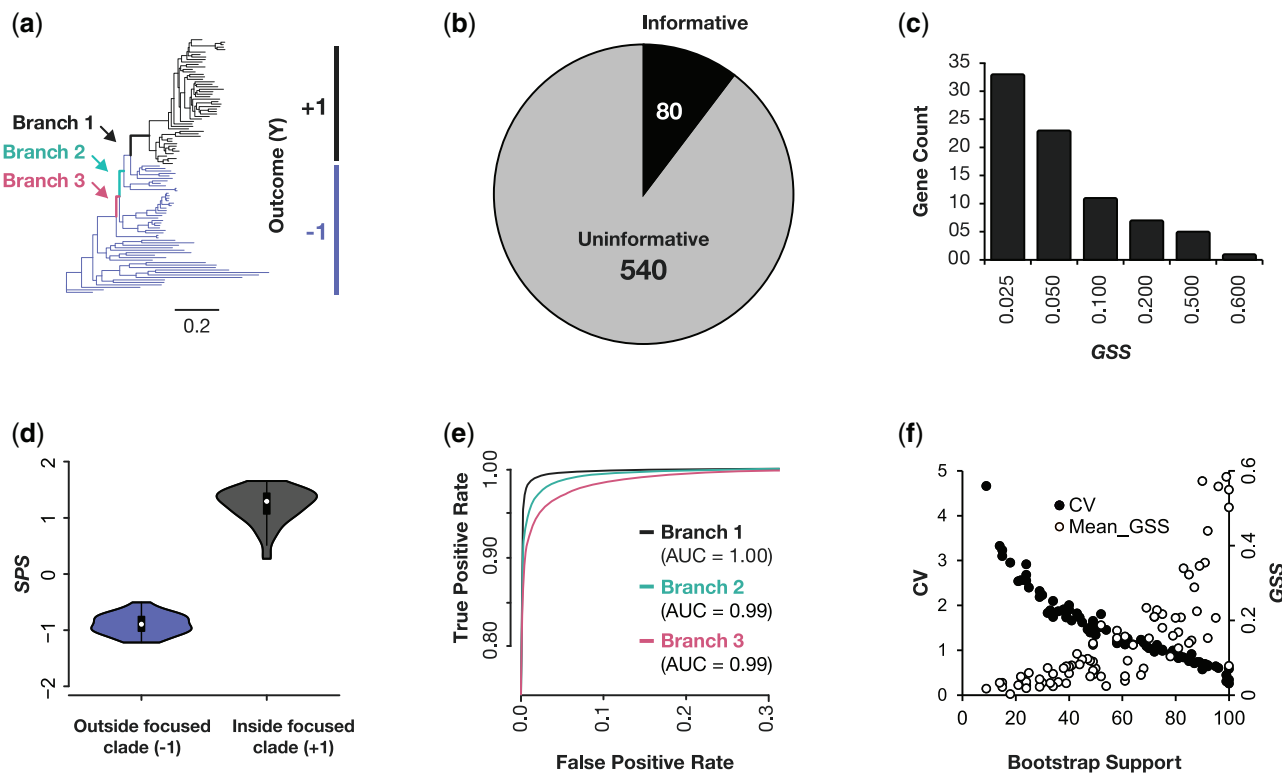 (a)
Branch 1
Branch 2
Branch 3
+1
Outcome (Y)
-1
0.2
(b)
Informative
80
Uninformative
540
(c)
Gene Count
35
30
25
20
15
10
05
00
0.025
0.050
0.100
0.200
0.500
0.600
GSS
(d)
SPS
2
1
0
−1
−2
Outside focused
clade (-1)
Inside focused
clade (+1)
(e)
True Positive Rate
1.00
0.90
0.80
Branch 1
(AUC = 1.00)
Branch 2
(AUC = 0.99)
Branch 3
(AUC = 0.99)
0.0
0.1
0.2
0.3
False Positive Rate
(f)
CV
5
4
3
2
1
0
CV
Mean_GSS
0.6
0.4
0.2
0
GSS
0
20
40
60
80
100
Bootstrap Support